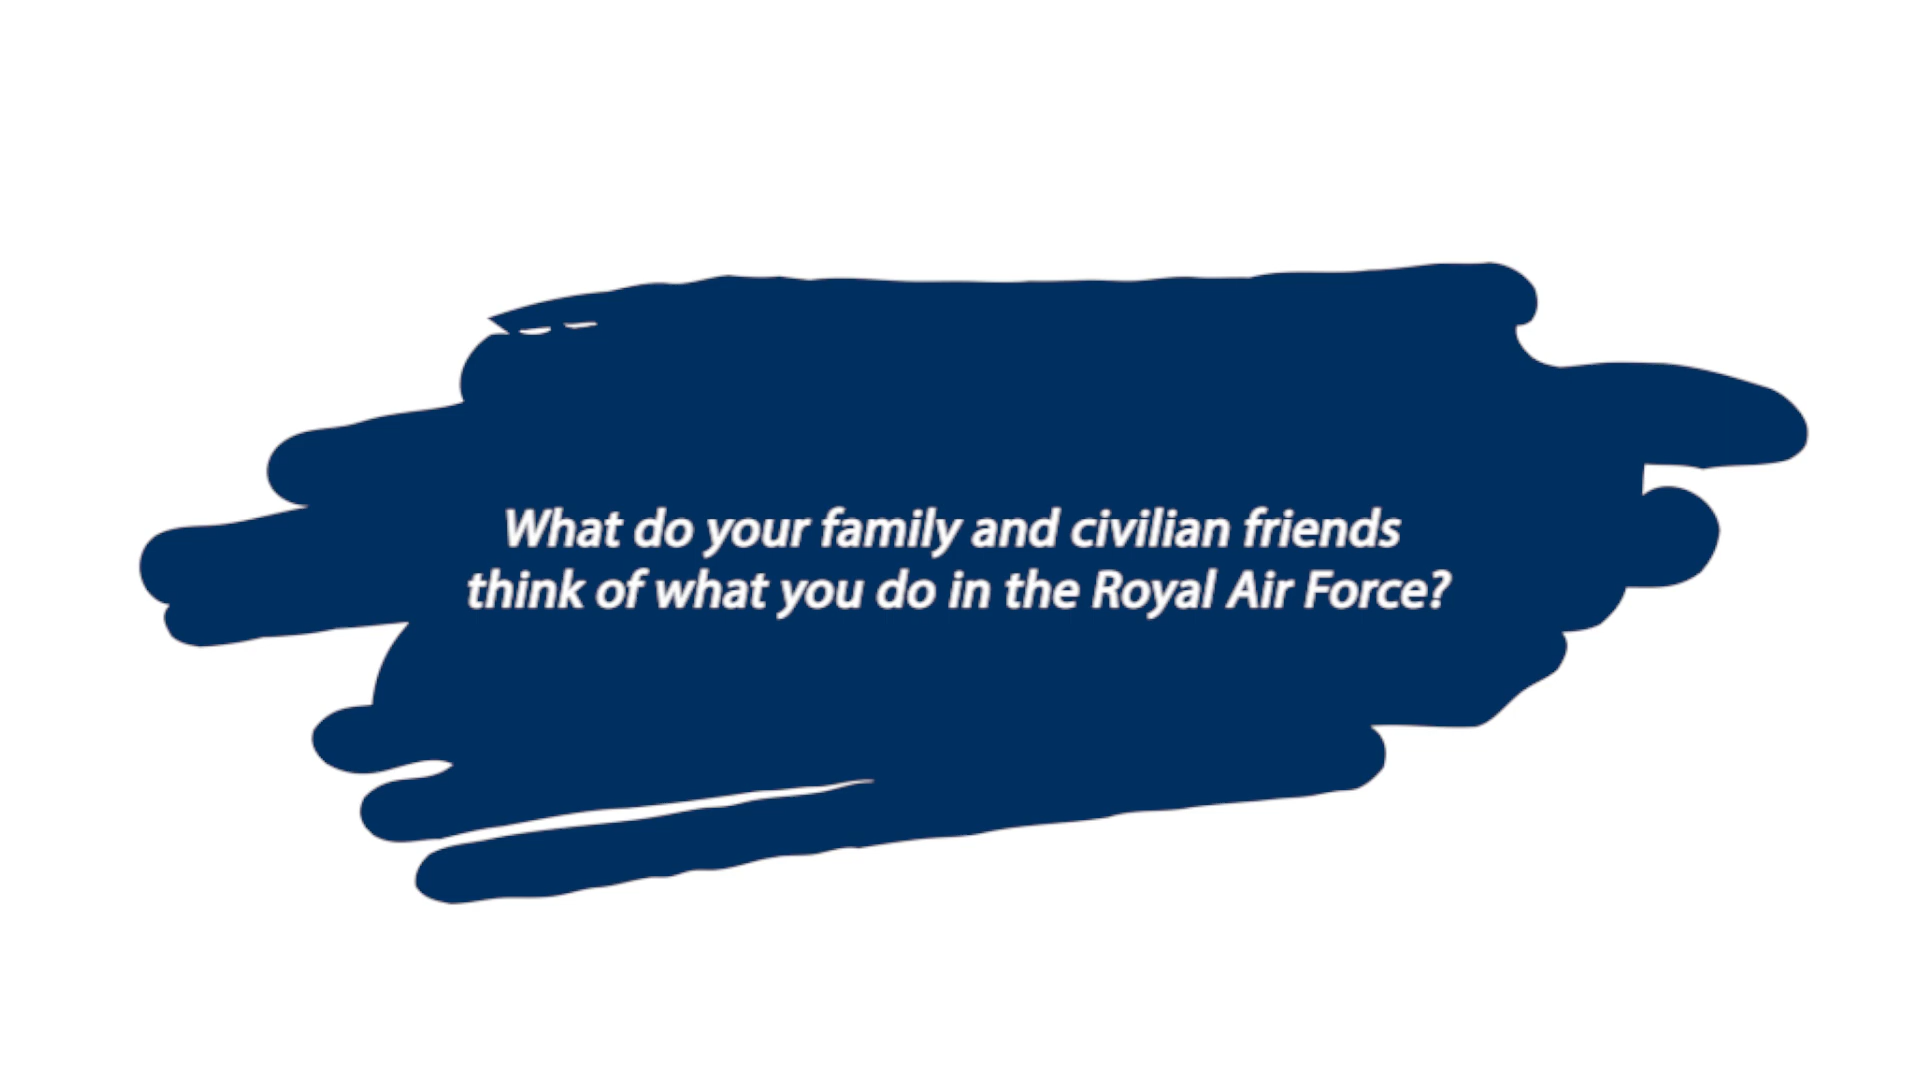 What do your family and civilian friends
think of what you do in the Royal Air Force?